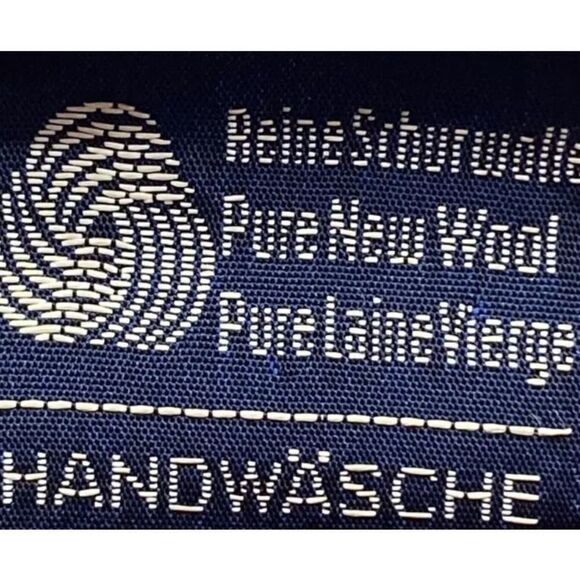 Reine Schurwolle
Pure New Wool
Pure Laine Vierge
HANDWÄSCHE